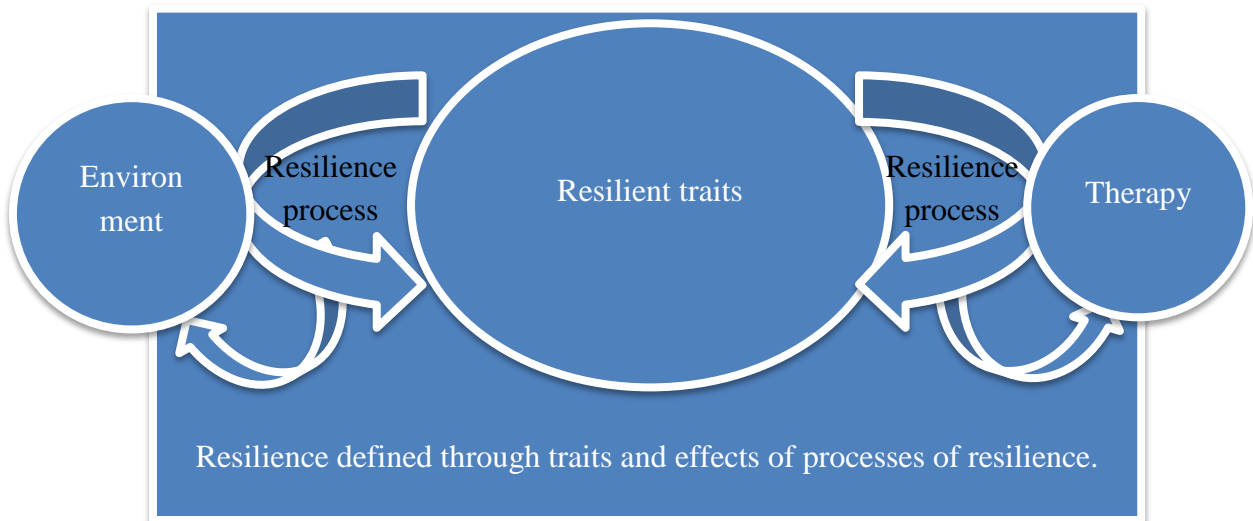 Environ
ment
Resilience
process
Resilient traits
Resilience
process
Therapy
Resilience defined through traits and effects of processes of resilience.